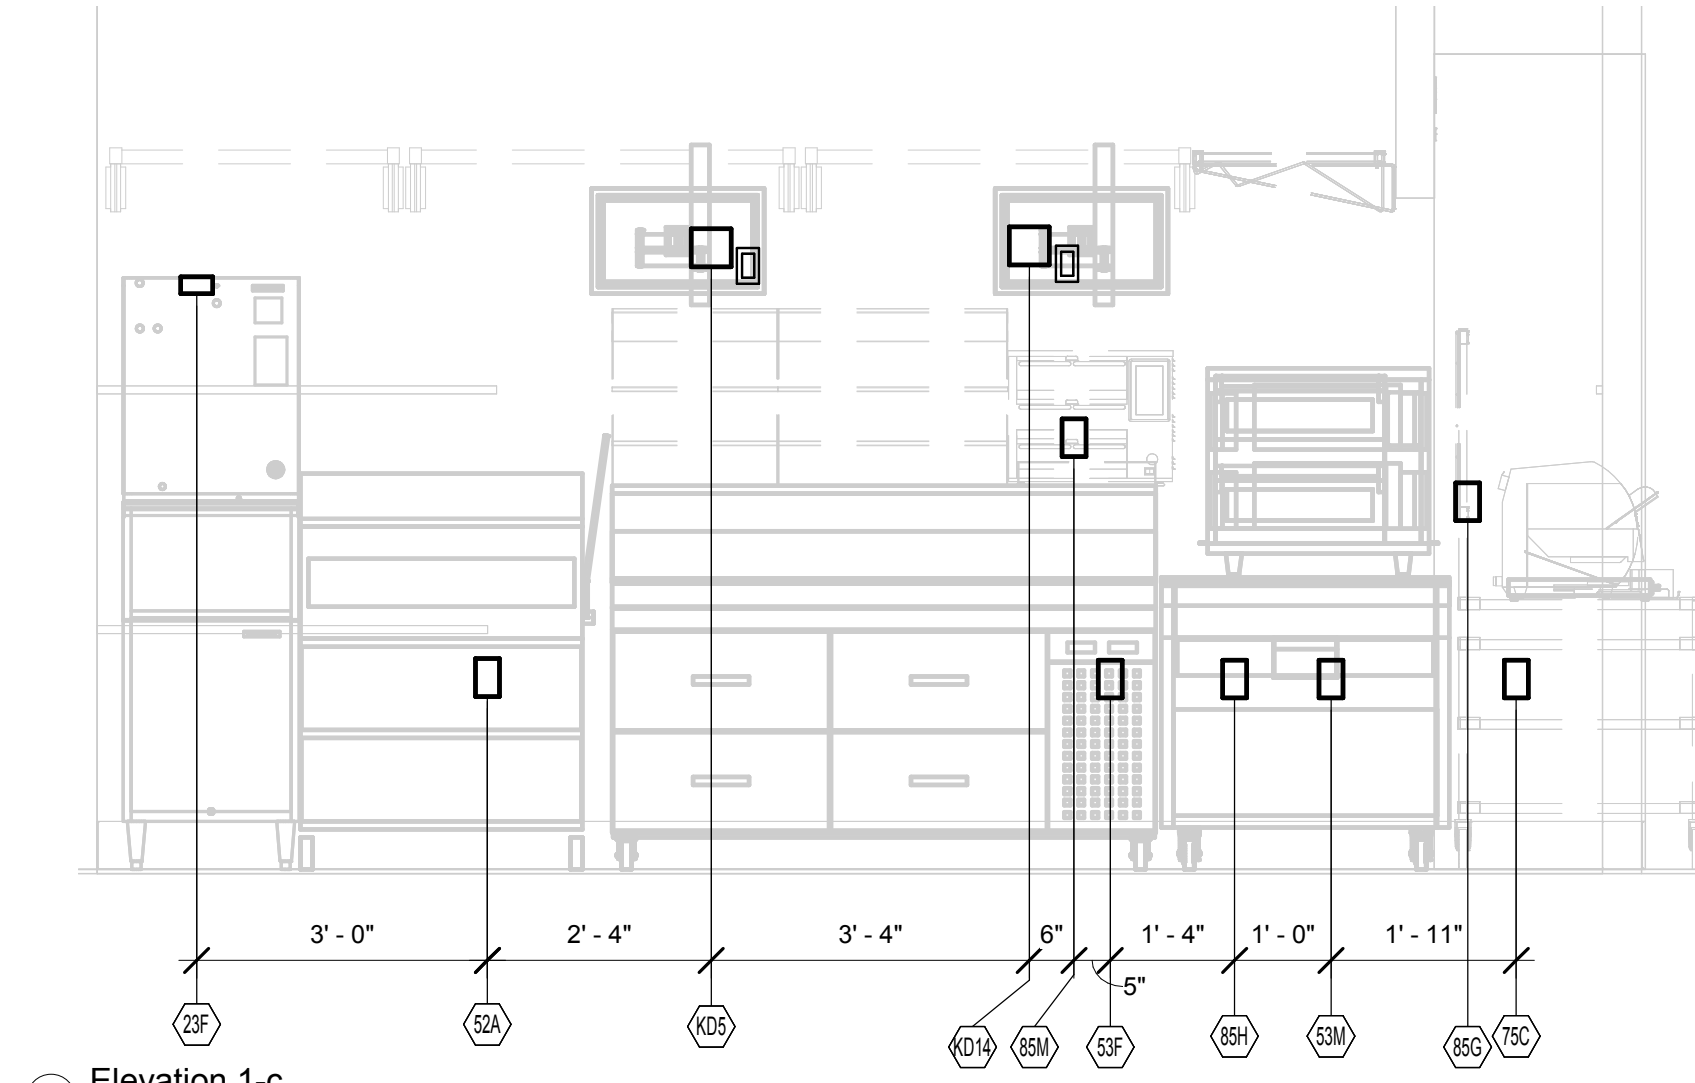 3' - 0" 2' - 4" 3' - 4" 6" 1' - 4" 1' - 0" 1' - 11"
5"
23F 52A KD5 KD14 85M 53F 85H 53M 85G 75C
Elevation 1-c